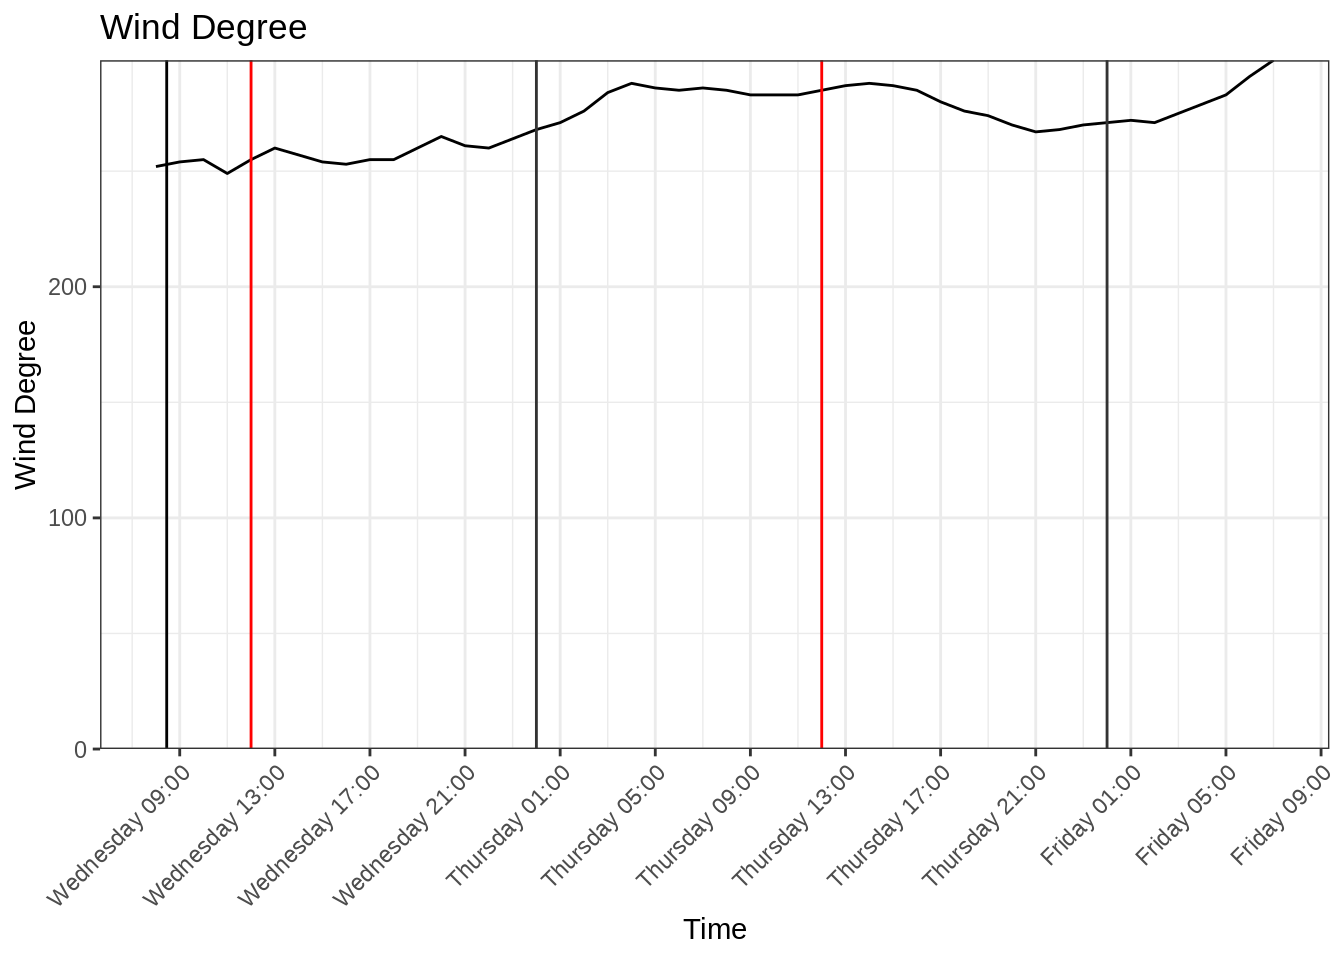 Wind Degree
Wind Degree
200
100
0
Wednesday 09:00
Wednesday 13:00
Wednesday 17:00
Wednesday 21:00
Thursday 01:00
Thursday 05:00
Thursday 09:00
Thursday 13:00
Thursday 17:00
Thursday 21:00
Friday 01:00
Friday 05:00
Friday 09:00
Time